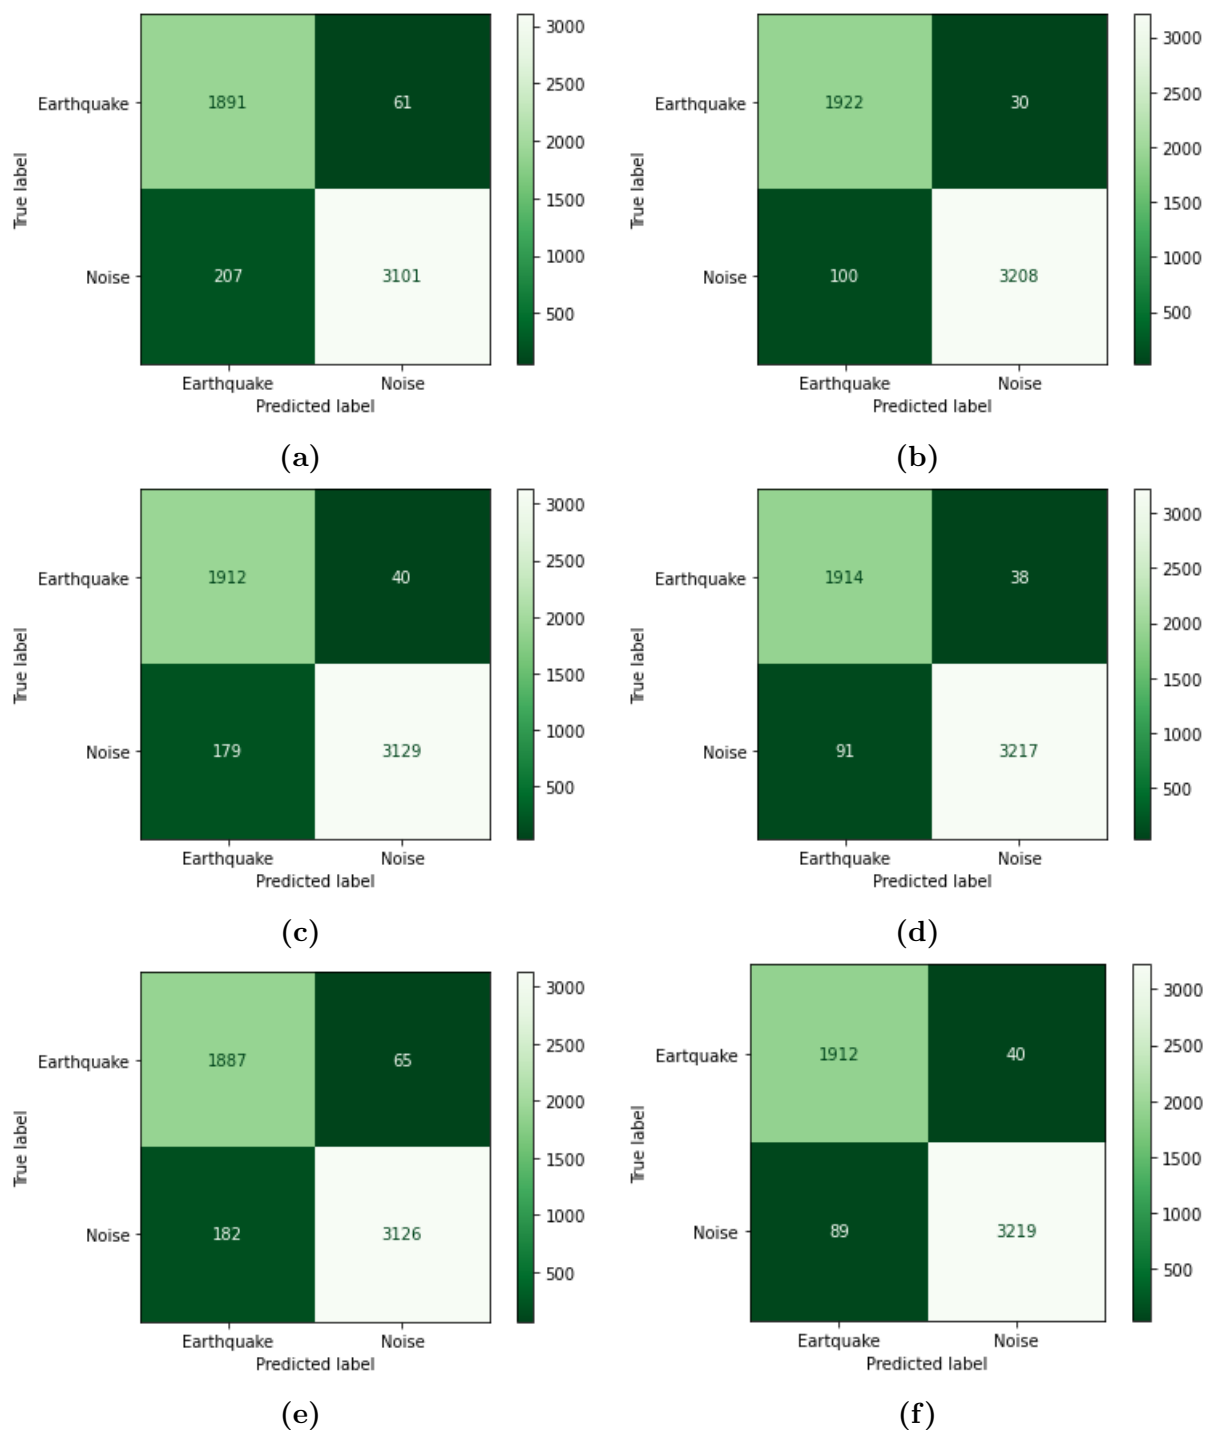 Earthquake
Noise
True label
1891
61
207
3101
Earthquake
Noise
Predicted label
3000
2500
2000
1500
1000
500
(a)
Earthquake
Noise
True label
1922
30
100
3208
Earthquake
Noise
Predicted label
3000
2500
2000
1500
1000
500
(b)
Earthquake
Noise
True label
1912
40
179
3129
Earthquake
Noise
Predicted label
3000
2500
2000
1500
1000
500
(c)
Earthquake
Noise
True label
1914
38
91
3217
Earthquake
Noise
Predicted label
3000
2500
2000
1500
1000
500
(d)
Earthquake
Noise
True label
1887
65
182
3126
Earthquake
Noise
Predicted label
3000
2500
2000
1500
1000
500
(e)
Eartquake
Noise
True label
1912
40
89
3219
Eartquake
Noise
Predicted label
3000
2500
2000
1500
1000
500
(f)